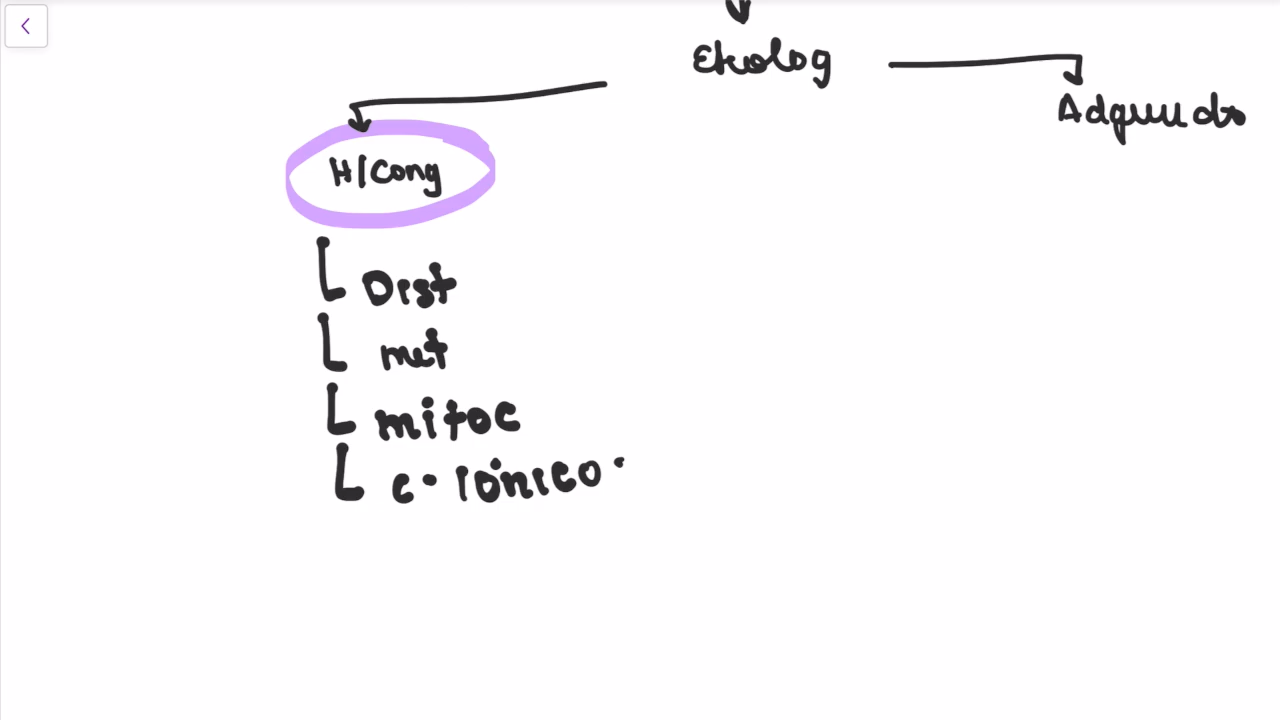 Etiolog
Adquirido
H/Cong
Dist
met
mitoc
c. iónico.